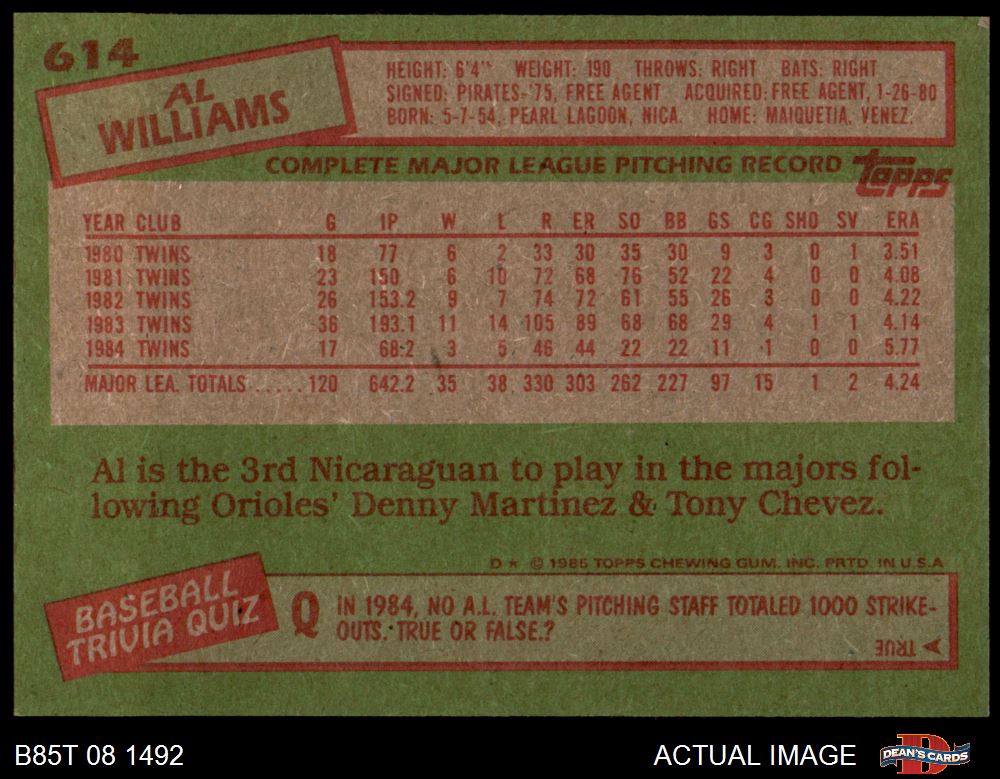 614
AL
WILLIAMS
HEIGHT: 6'4" WEIGHT: 190 THROWS: RIGHT BATS: RIGHT
SIGNED: PIRATES-'75, FREE AGENT ACQUIRED: FREE AGENT, 1-26-80
BORN: 5-7-54, PEARL LAGOON, NICA. HOME: MAIQUETIA, VENEZ.
COMPLETE MAJOR LEAGUE PITCHING RECORD topps
YEAR CLUB G IP W L R ER SO BB GS CG SHO SV ERA
1980 TWINS 18 77 6 2 33 30 35 30 9 3 0 1 3.51
1981 TWINS 23 150 6 10 72 68 76 52 22 4 0 0 4.08
1982 TWINS 26 153.2 9 7 74 72 61 55 26 3 0 0 4.22
1983 TWINS 36 193.1 11 14 105 89 68 68 29 4 1 1 4.14
1984 TWINS 17 68.2 3 5 46 44 22 22 11 1 0 0 5.77
MAJOR LEA. TOTALS ......120 642.2 35 38 330 303 262 227 97 15 1 2 4.24
Al is the 3rd Nicaraguan to play in the majors fol-
lowing Orioles' Denny Martinez & Tony Chevez.
D * © 1985 TOPPS CHEWING GUM, INC. PRTD. IN U.S.A
BASEBALL
TRIVIA QUIZ
Q IN 1984, NO A.L. TEAM'S PITCHING STAFF TOTALED 1000 STRIKE-
OUTS. TRUE OR FALSE.?
TRUE
B85T 08 1492 ACTUAL IMAGE DEAN'S CARDS